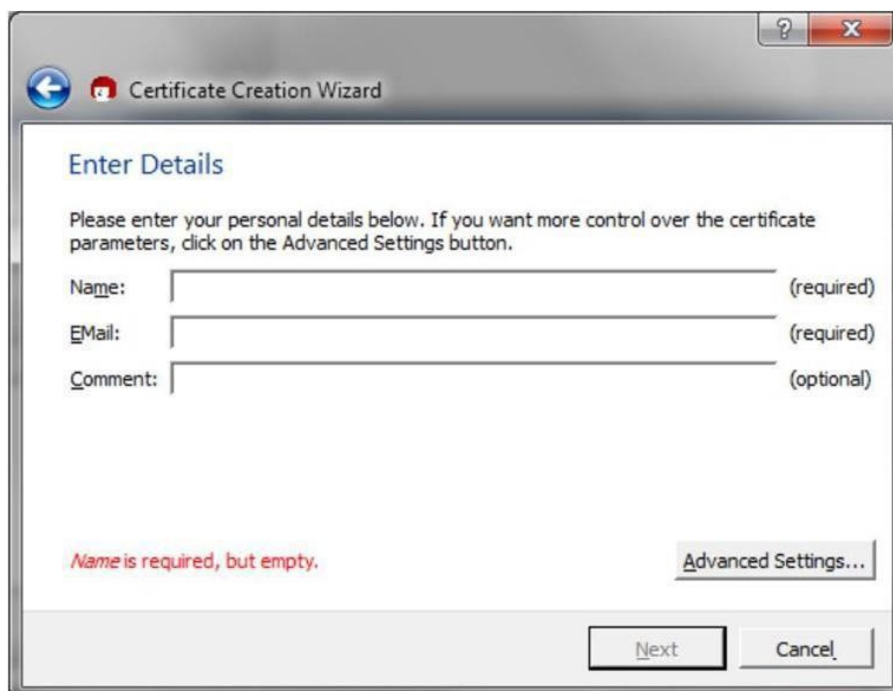 ?
X
Certificate Creation Wizard
Enter Details
Please enter your personal details below. If you want more control over the certificate
parameters, click on the Advanced Settings button.
Name: (required)
EMail: (required)
Comment: (optional)
Name is required, but empty.
Advanced Settings...
Next Cancel